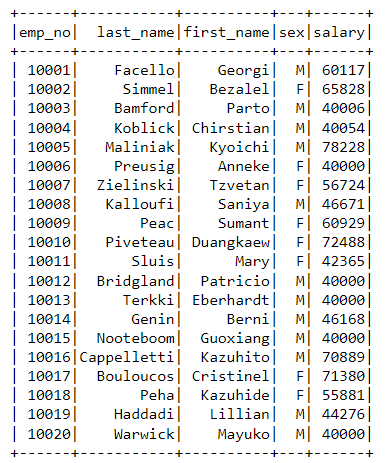 +------+-----------+----------+---+------+
|emp_no|  last_name|first_name|sex|salary|
+------+-----------+----------+---+------+
| 10001|    Facello|    Georgi|  M| 60117|
| 10002|     Simmel|   Bezalel|  F| 65828|
| 10003|    Bamford|     Parto|  M| 40006|
| 10004|    Koblick| Chirstian|  M| 40054|
| 10005|   Maliniak|   Kyoichi|  M| 78228|
| 10006|    Preusig|    Anneke|  F| 40000|
| 10007|  Zielinski|   Tzvetan|  F| 56724|
| 10008|   Kalloufi|    Saniya|  M| 46671|
| 10009|       Peac|    Sumant|  F| 60929|
| 10010|   Piveteau| Duangkaew|  F| 72488|
| 10011|      Sluis|      Mary|  F| 42365|
| 10012| Bridgland|  Patricio|  M| 40000|
| 10013|     Terkki| Eberhardt|  M| 40000|
| 10014|      Genin|     Berni|  M| 46168|
| 10015|  Nooteboom|  Guoxiang|  M| 40000|
| 10016|Cappelletti|  Kazuhito|  M| 70889|
| 10017|  Bouloucos| Cristinel|  F| 71380|
| 10018|       Peha|  Kazuhide|  F| 55881|
| 10019|    Haddadi|   Lillian|  M| 44276|
| 10020|    Warwick|    Mayuko|  M| 40000|
+------+-----------+----------+---+------+